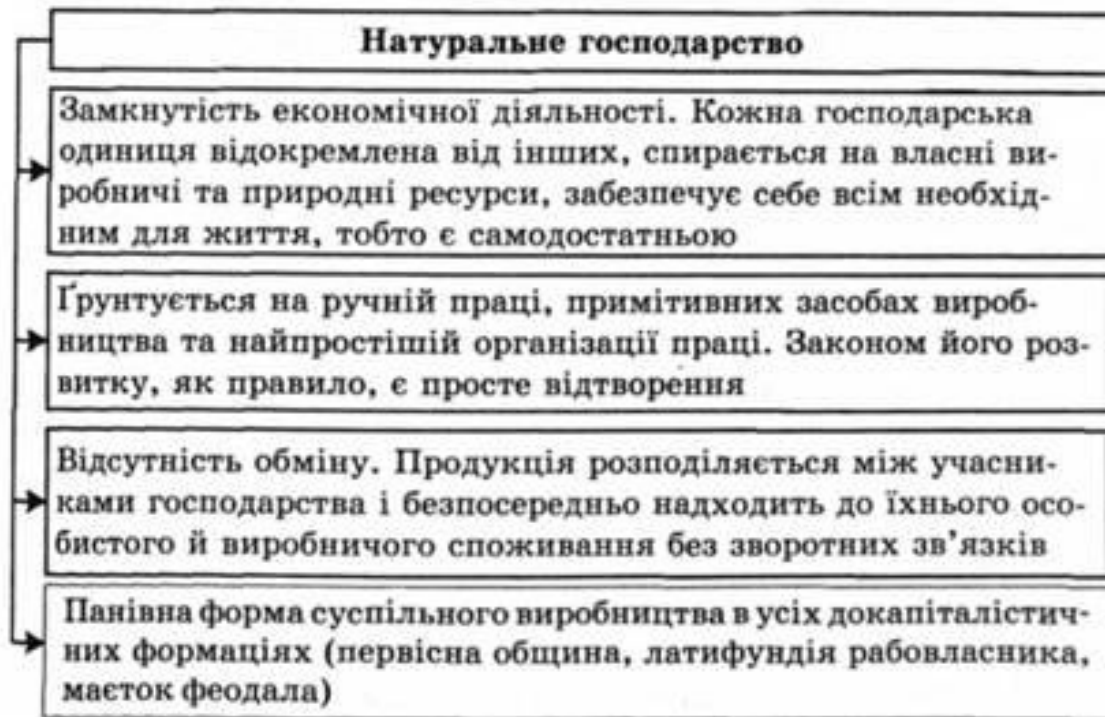 Натуральне господарство
Замкнутість економічної діяльності. Кожна господарська
одиниця відокремлена від інших, спирається на власні ви-
робничі та природні ресурси, забезпечує себе всім необхід-
ним для життя, тобто є самодостатньою
Ґрунтується на ручній праці, примітивних засобах вироб-
ництва та найпростішій організації праці. Законом його роз-
витку, як правило, є просте відтворення
Відсутність обміну. Продукція розподіляється між учасни-
ками господарства і безпосередньо надходить до їхнього осо-
бистого й виробничого споживання без зворотних зв’язків
Панівна форма суспільного виробництва в усіх докапіталістич-
них формаціях (первісна община, латифундія рабовласника,
маєток феодала)